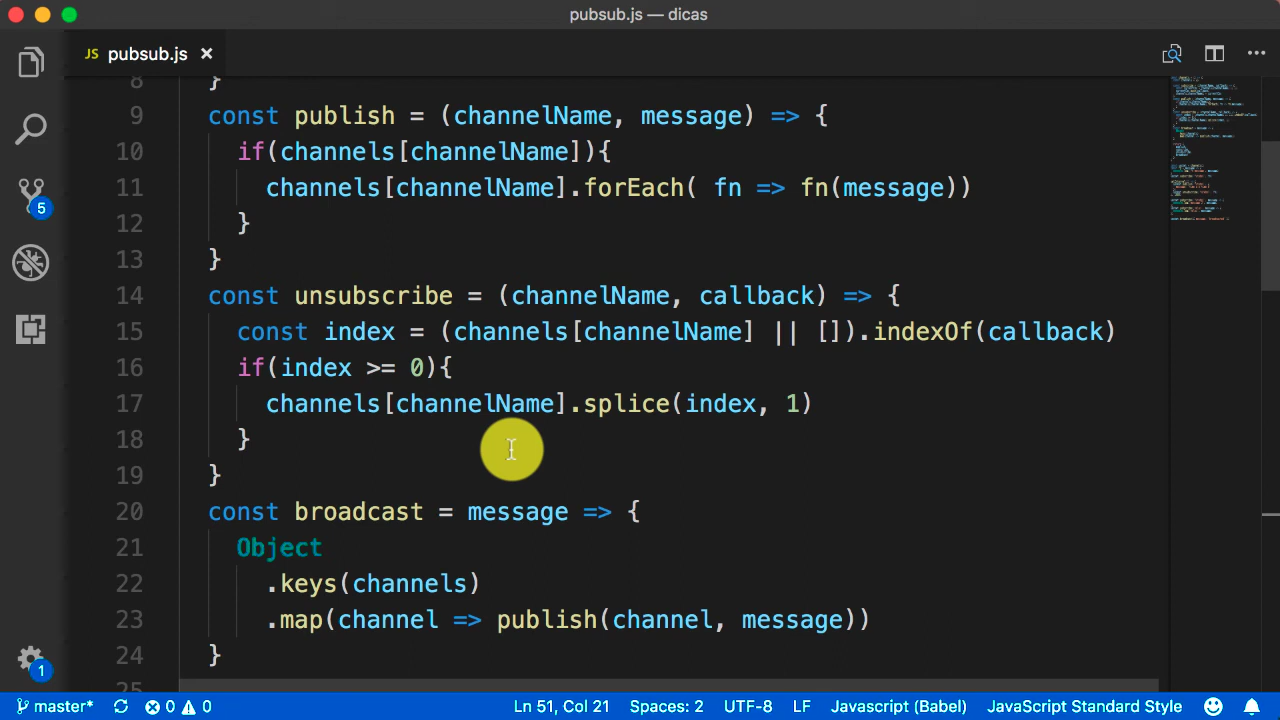 pubsub.js — dicas
JS pubsub.js ×
8 }
9 const publish = (channelName, message) => {
10 if(channels[channelName]){
11 channels[channelName].forEach( fn => fn(message))
12 }
13 }
14 const unsubscribe = (channelName, callback) => {
15 const index = (channels[channelName] || []).indexOf(callback)
16 if(index >= 0){
17 channels[channelName].splice(index, 1)
18 }
19 }
20 const broadcast = message => {
21 Object
22 .keys(channels)
23 .map(channel => publish(channel, message))
24 }
25
5
1
master* 0 0 Ln 51, Col 21 Spaces: 2 UTF-8 LF Javascript (Babel) JavaScript Standard Style